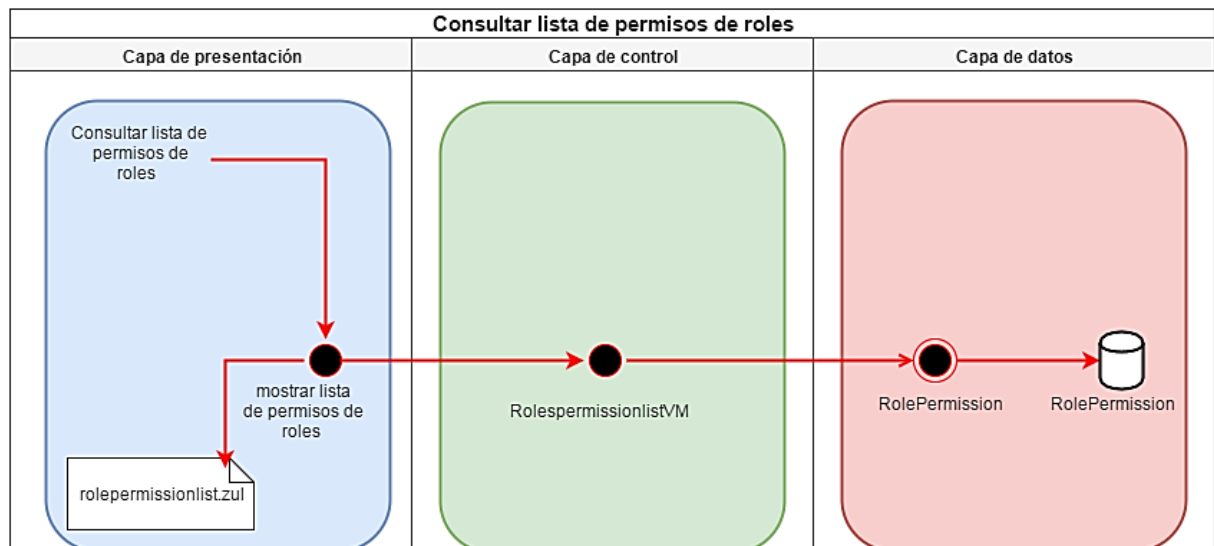 Consultar lista de permisos de roles
Capa de presentación
Capa de control
Capa de datos
Consultar lista de
permisos de
roles
mostrar lista
de permisos de
roles
rolepermissionlist.zul
RolespermissionlistVM
RolePermission
RolePermission